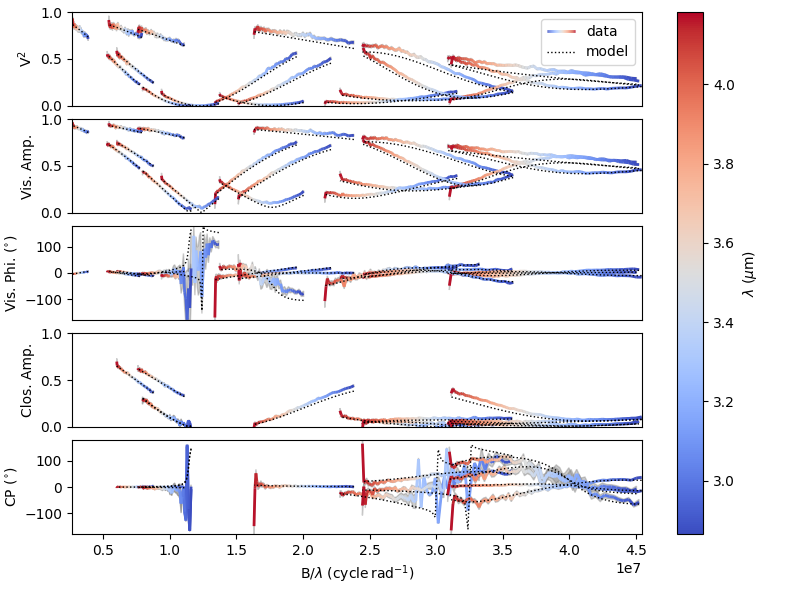 1.0
0.5
0.0
V²
data
model
1.0
0.5
0.0
Vis. Amp.
100
0
−100
Vis. Phi. (°)
1.0
0.5
0.0
Clos. Amp.
100
0
−100
CP (°)
0.5 1.0 1.5 2.0 2.5 3.0 3.5 4.0 4.5
1e7
B/λ (cycle rad⁻¹)
4.0
3.8
3.6
3.4
3.2
3.0
λ (μm)